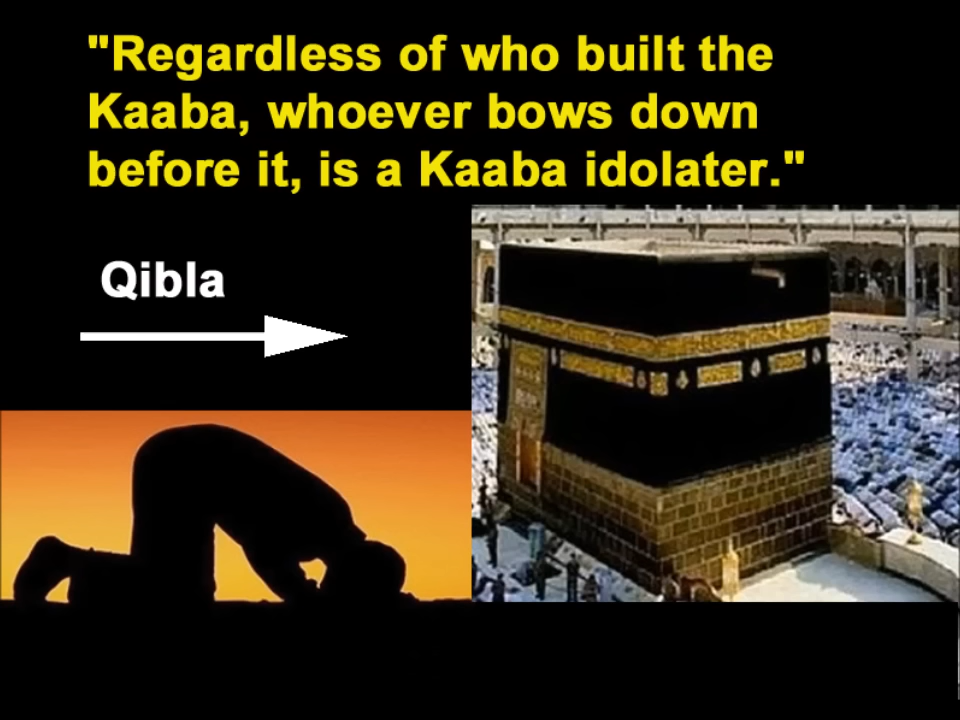 "Regardless of who built the
Kaaba, whoever bows down
before it, is a Kaaba idolater."
Qibla